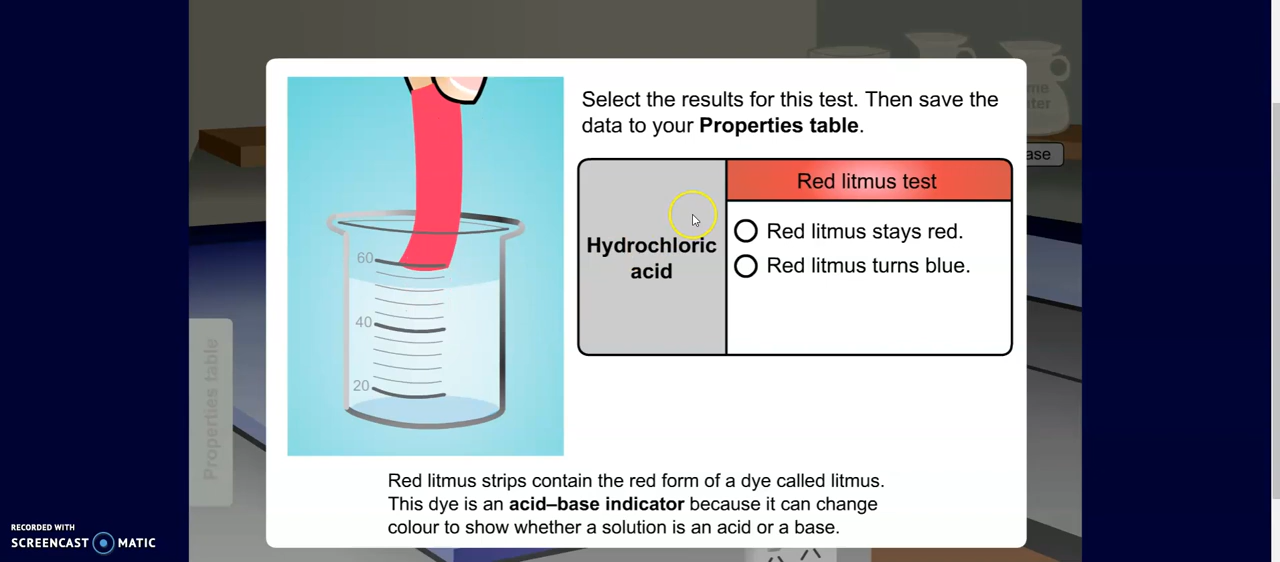 Select the results for this test. Then save the
data to your Properties table.
ase
Red litmus test
Hydrochloric
acid
Red litmus stays red.
Red litmus turns blue.
60
40
20
Properties table
Red litmus strips contain the red form of a dye called litmus.
This dye is an acid–base indicator because it can change
colour to show whether a solution is an acid or a base.
RECORDED WITH
SCREENCAST MATIC